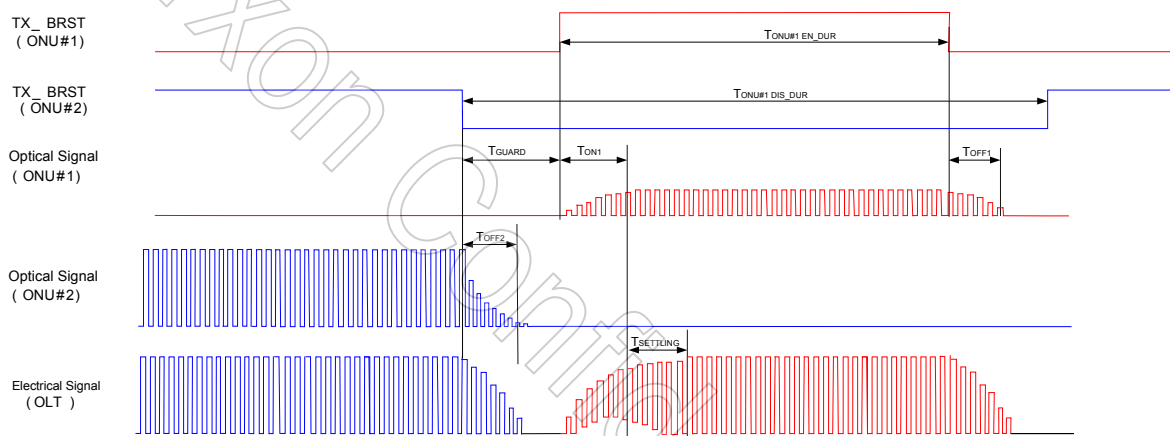 TX_ BRST
( ONU#1)
TONU#1 EN_DUR
TX_ BRST
( ONU#2)
TONU#1 DIS_DUR
Optical Signal
( ONU#1)
TGUARD
TON1
TOFF1
TOFF2
Optical Signal
( ONU#2)
TSETTLING
Electrical Signal
( OLT )